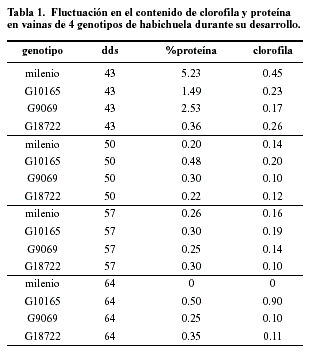 Tabla 1. Fluctuación en el contenido de clorofila y proteína
en vainas de 4 genotipos de habichuela durante su desarrollo.
genotipo dds %proteína clorofila
milenio 43 5.23 0.45
G10165 43 1.49 0.23
G9069 43 2.53 0.17
G18722 43 0.36 0.26
milenio 50 0.20 0.14
G10165 50 0.48 0.20
G9069 50 0.30 0.10
G18722 50 0.22 0.12
milenio 57 0.26 0.16
G10165 57 0.30 0.19
G9069 57 0.25 0.14
G18722 57 0.30 0.10
milenio 64 0 0
G10165 64 0.50 0.90
G9069 64 0.25 0.10
G18722 64 0.35 0.11